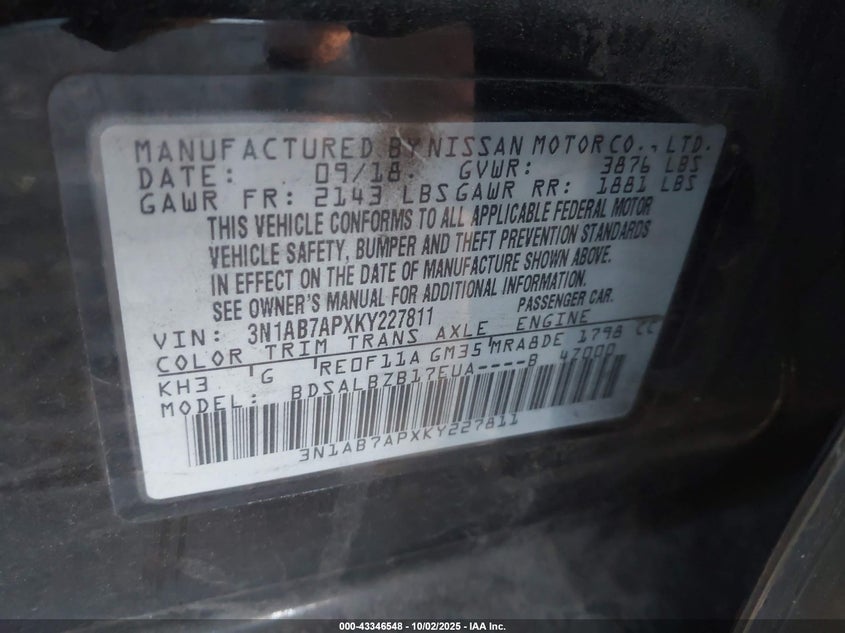 MANUFACTURED BY NISSAN MOTOR CO., LTD.
DATE: 09/18 GVWR: 3876 LBS
GAWR FR: 2143 LBS GAWR RR: 1881 LBS
THIS VEHICLE CONFORMS TO ALL APPLICABLE FEDERAL MOTOR
VEHICLE SAFETY, BUMPER AND THEFT PREVENTION STANDARDS
IN EFFECT ON THE DATE OF MANUFACTURE SHOWN ABOVE.
SEE OWNER'S MANUAL FOR ADDITIONAL INFORMATION.
PASSENGER CAR.
VIN: 3N1AB7APXKY227811
COLOR TRIM TRANS AXLE ENGINE
KH3 G RE0F11A GM35 MRA8DE 1798 CC
MODEL: BDSALBZB17EUA----B 47000
3N1AB7APXKY227811
000-43346548 - 10/02/2025 - IAA Inc.